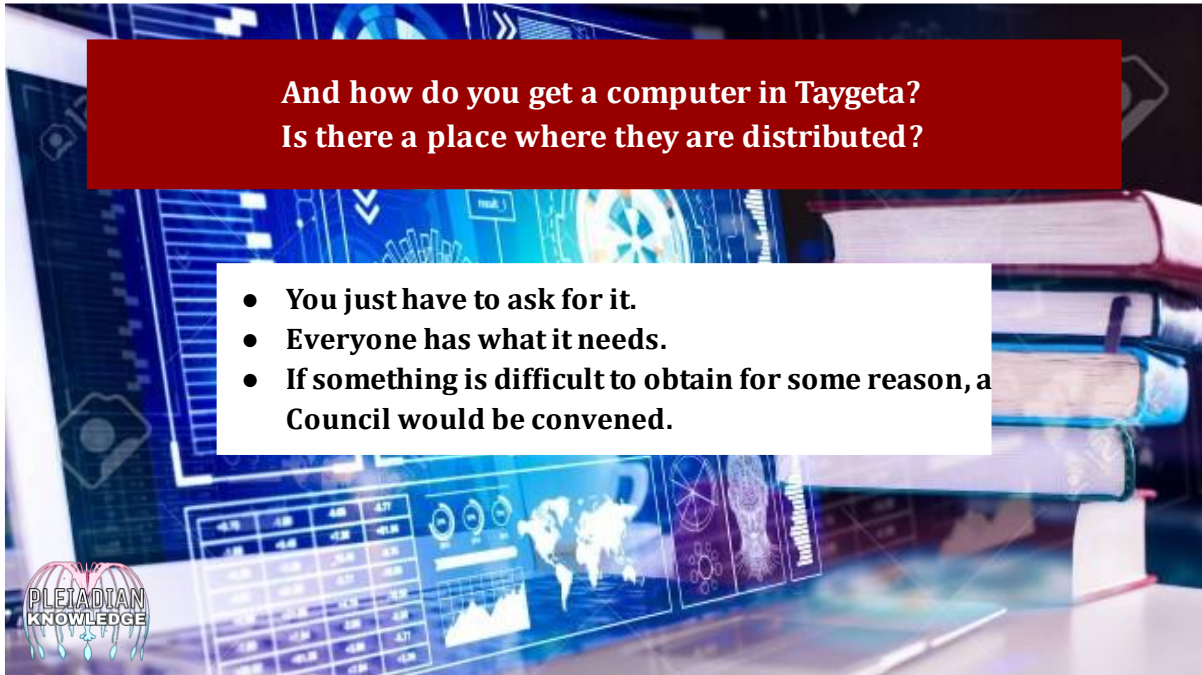 And how do you get a computer in Taygeta?
Is there a place where they are distributed?
result_1
● You just have to ask for it.
● Everyone has what it needs.
● If something is difficult to obtain for some reason, a
Council would be convened.
PLEIADIAN
KNOWLEDGE